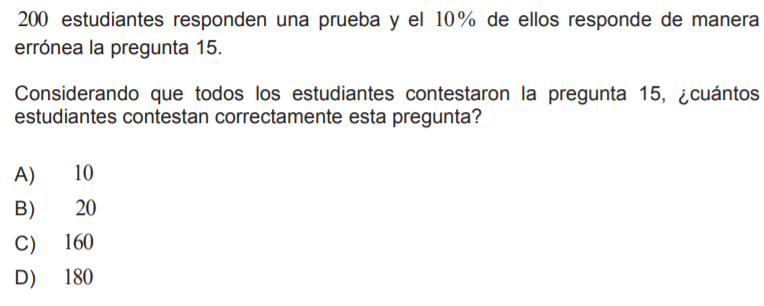 200 estudiantes responden una prueba y el 10% de ellos responde de manera
errónea la pregunta 15.
Considerando que todos los estudiantes contestaron la pregunta 15, ¿cuántos
estudiantes contestan correctamente esta pregunta?
A) 10
B) 20
C) 160
D) 180